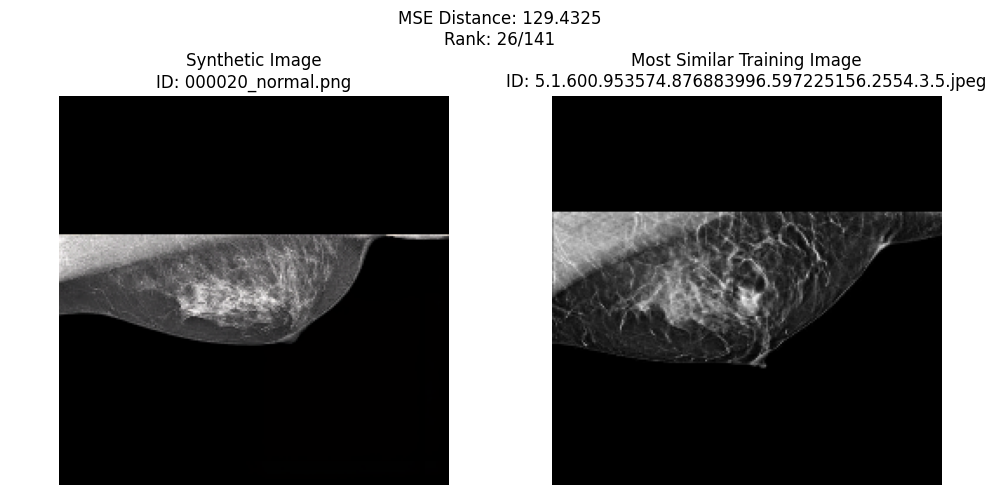 MSE Distance: 129.4325
Rank: 26/141
Synthetic Image
ID: 000020_normal.png
Most Similar Training Image
ID: 5.1.600.953574.876883996.597225156.2554.3.5.jpeg